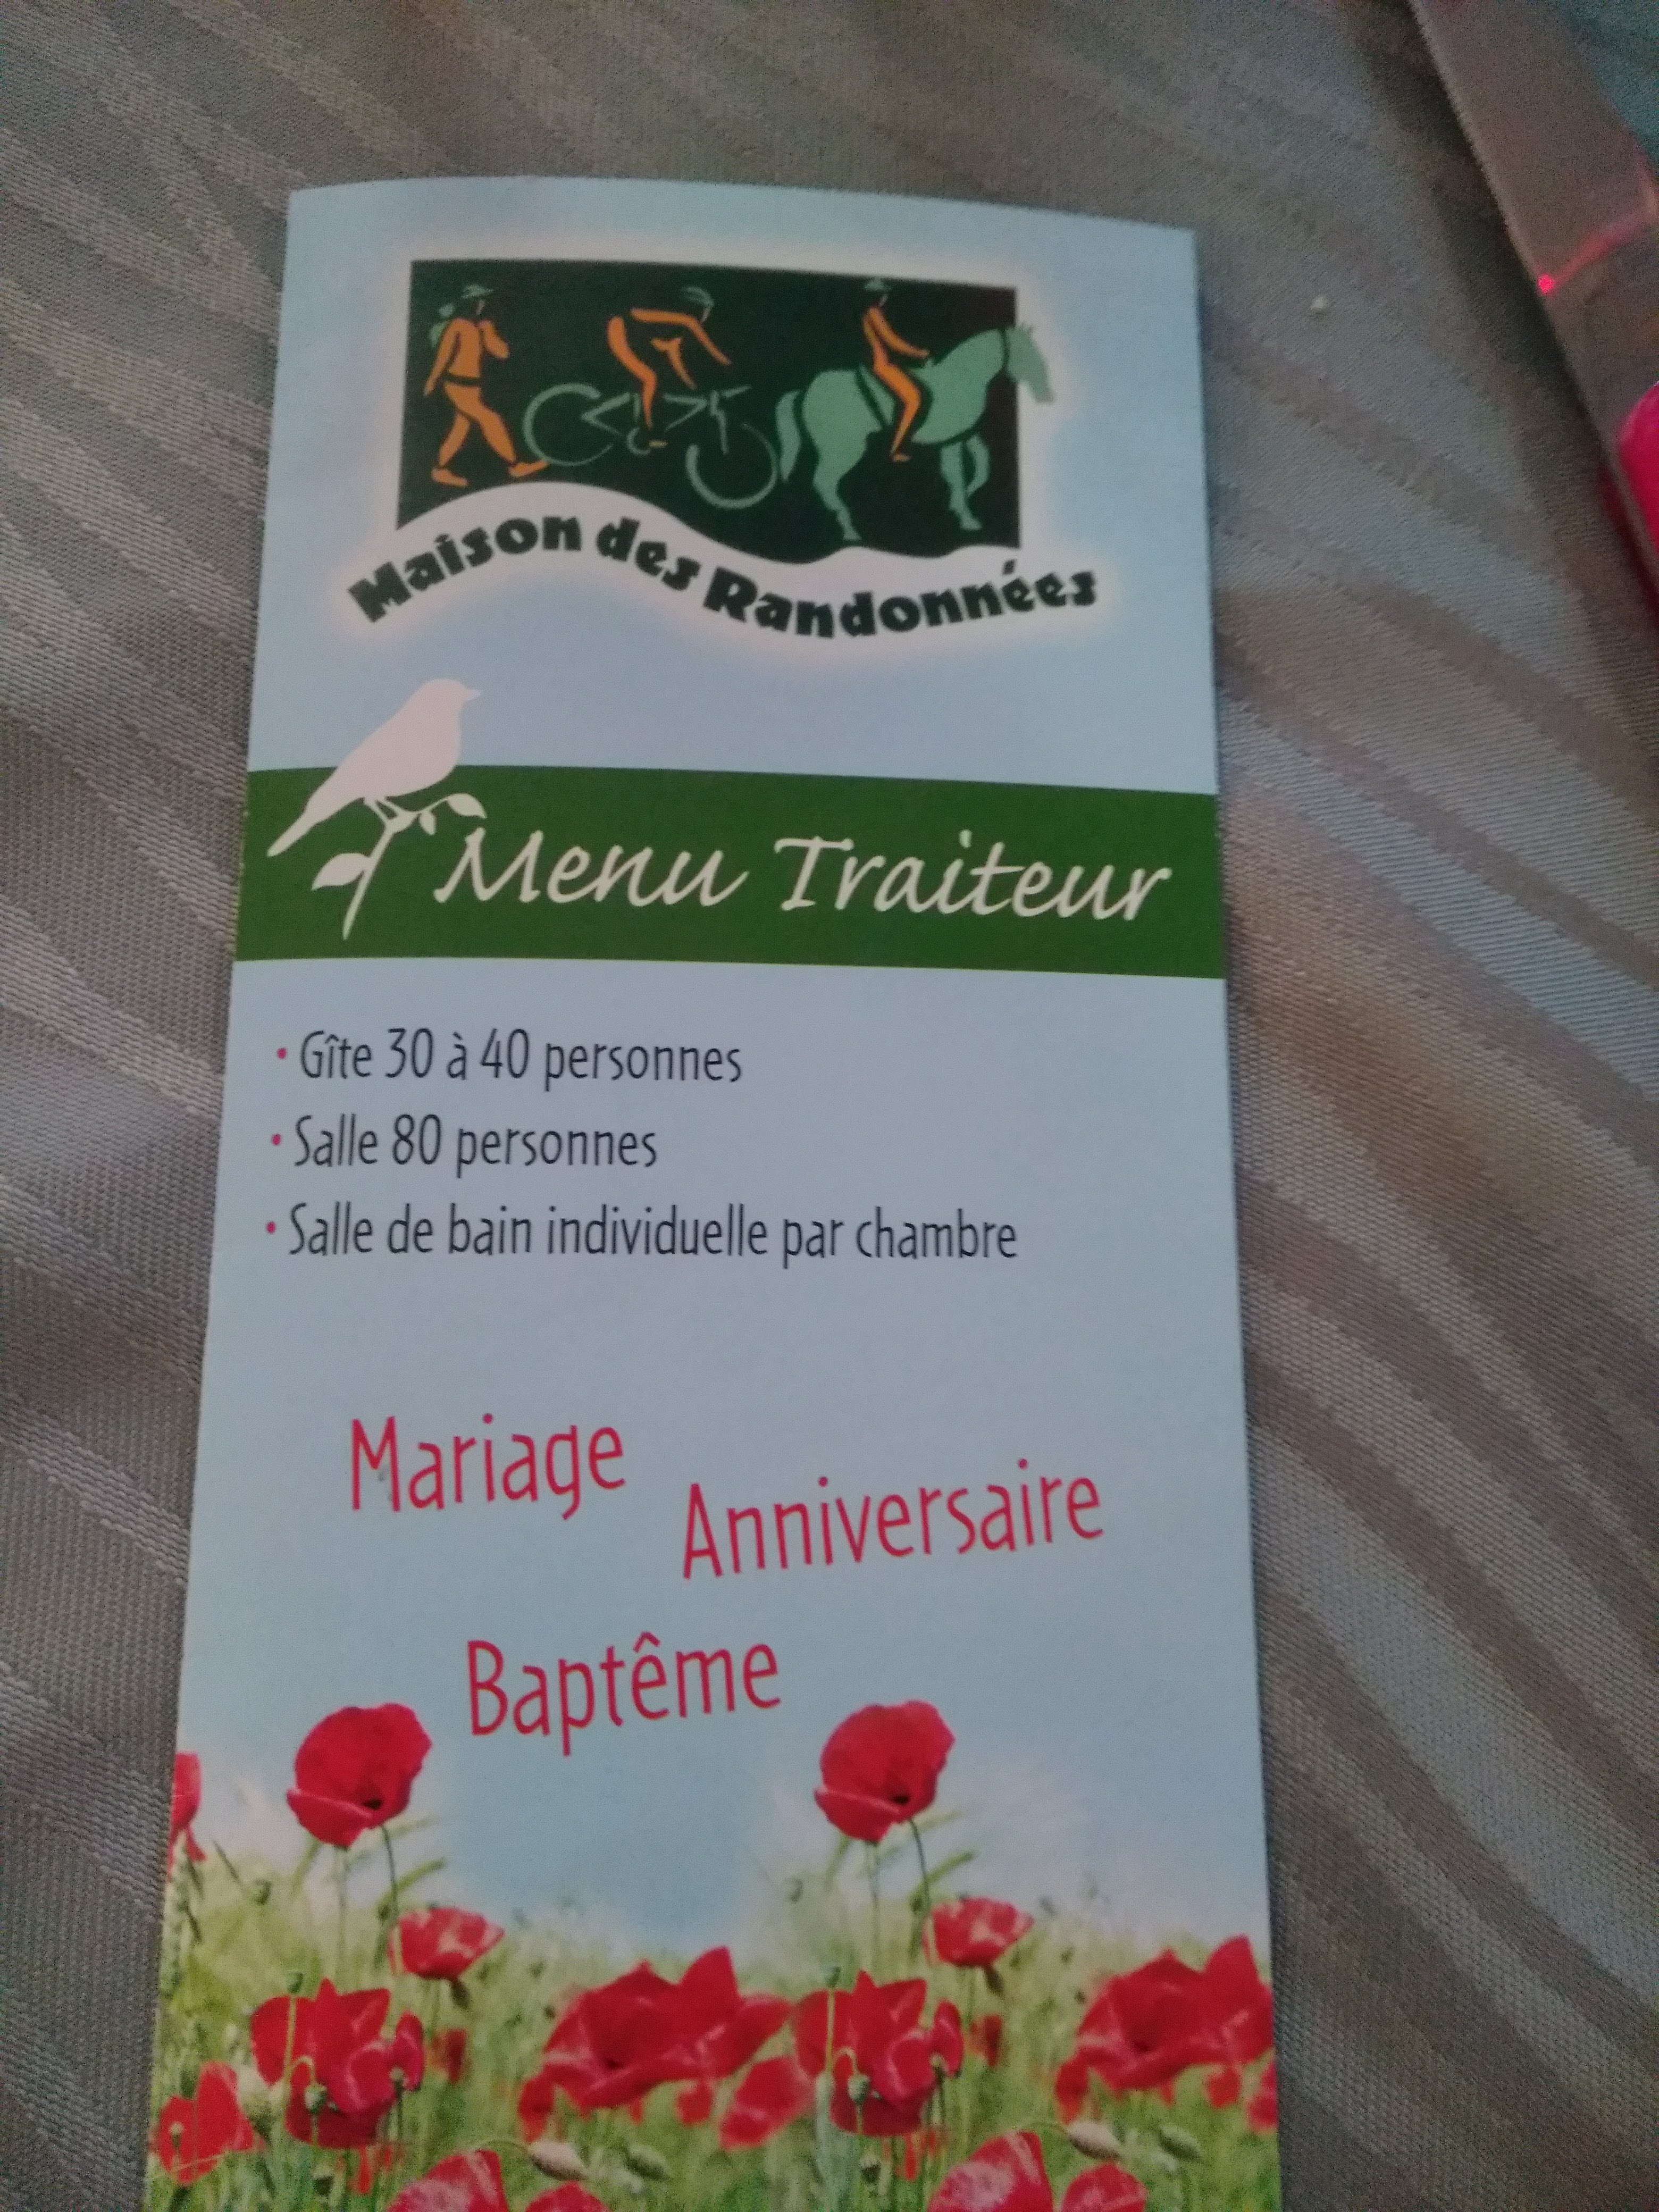 Maison des Randonnées
Menu Traiteur
• Gîte 30 à 40 personnes
• Salle 80 personnes
• Salle de bain individuelle par chambre
Mariage
Anniversaire
Baptême